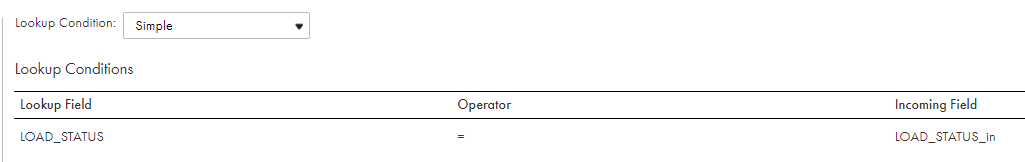 Lookup Condition: Simple
Lookup Conditions
Lookup Field Operator Incoming Field
LOAD_STATUS = LOAD_STATUS_in